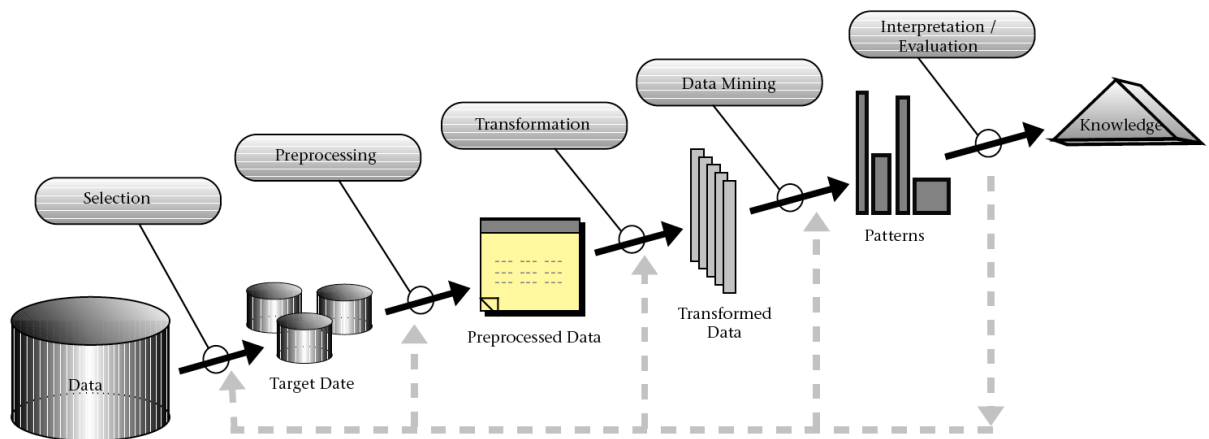 Interpretation /
Evaluation
Data Mining
Transformation
Preprocessing
Selection
Knowledge
Patterns
Transformed
Data
Preprocessed Data
Target Date
Data